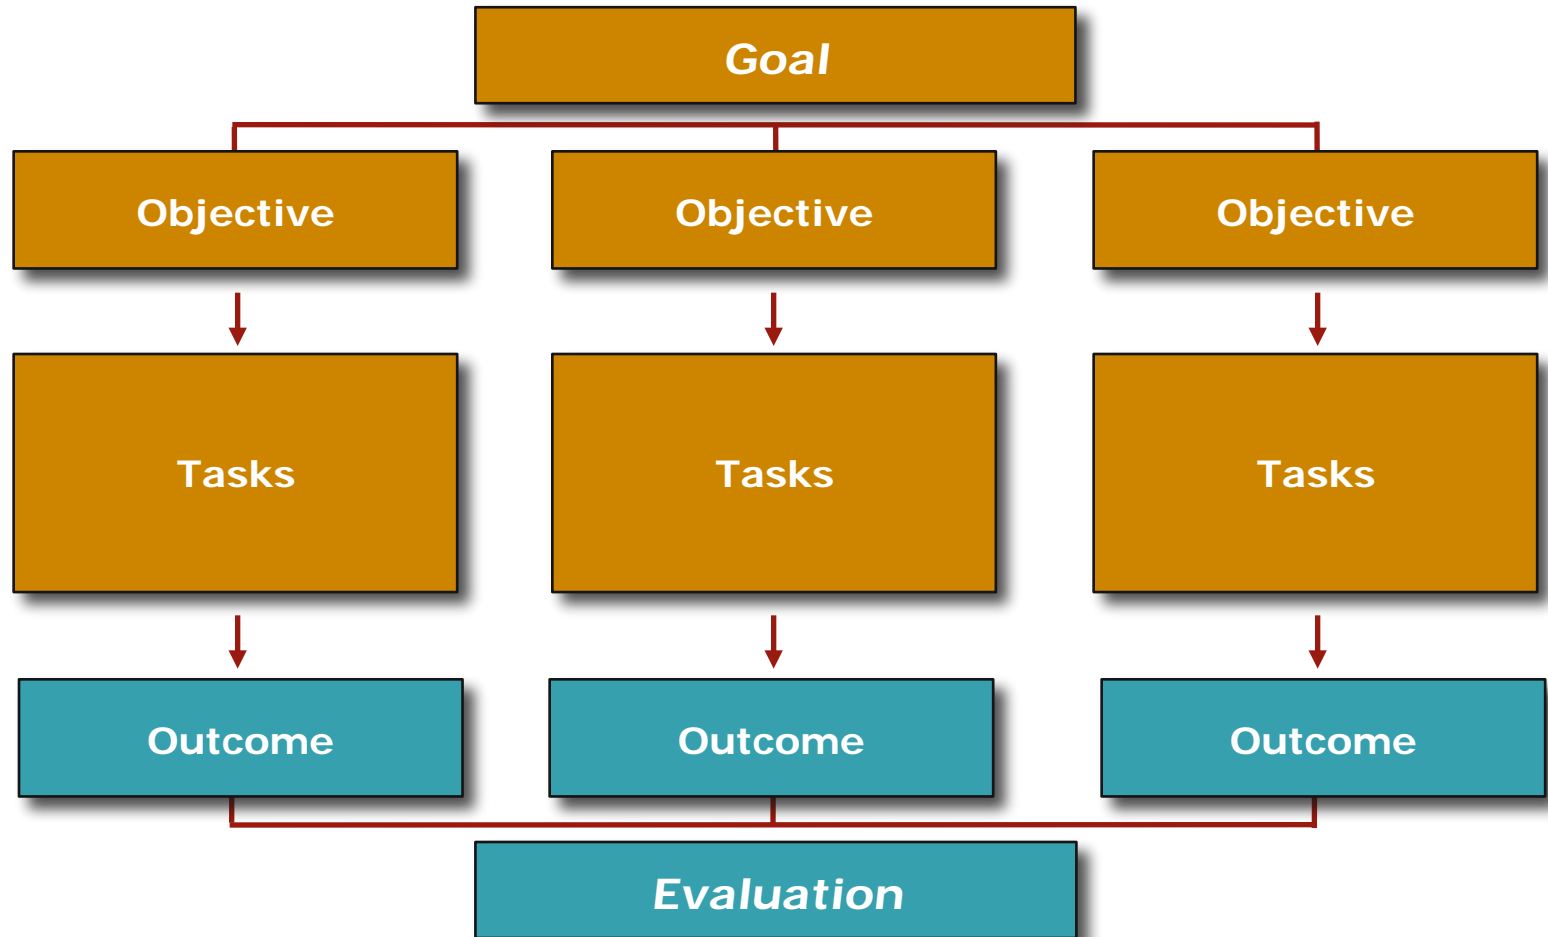 Goal
Objective
Objective
Objective
Tasks
Tasks
Tasks
Outcome
Outcome
Outcome
Evaluation